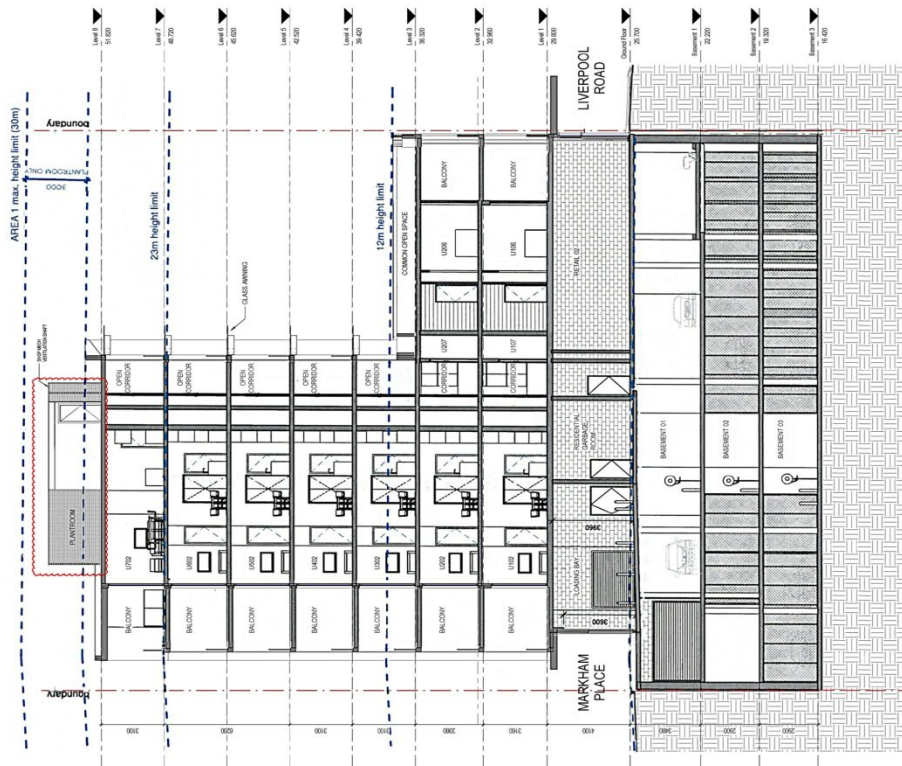 AREA 1 max. height limit (30m)
3000
PLANTROOM ONLY
boundary
boundary
23m height limit
12m height limit
GLASS AWNING
SHOP MECH
VENTILATION SHAFT
PLANTROOM
Level 8
51.820
Level 7
48.720
Level 6
45.620
Level 5
42.520
Level 4
39.420
Level 3
36.320
Level 2
32.960
Level 1
29.800
Ground Floor
25.700
Basement 1
22.220
Basement 2
19.320
Basement 3
16.420
BALCONY
U702
OPEN
CORRIDOR
BALCONY
U602
OPEN
CORRIDOR
BALCONY
U502
OPEN
CORRIDOR
BALCONY
U402
OPEN
CORRIDOR
BALCONY
U302
OPEN
CORRIDOR
COMMON OPEN SPACE
BALCONY
U202
CORRIDOR
U207
U206
BALCONY
BALCONY
U102
CORRIDOR
U107
U106
BALCONY
MARKHAM
PLACE
3600
LOADING BAY
3960
RESIDENTIAL
GARBAGE
ROOM
RETAIL 02
LIVERPOOL
ROAD
BASEMENT 01
BASEMENT 02
BASEMENT 03
3100
6200
3100
3100
3160
4100